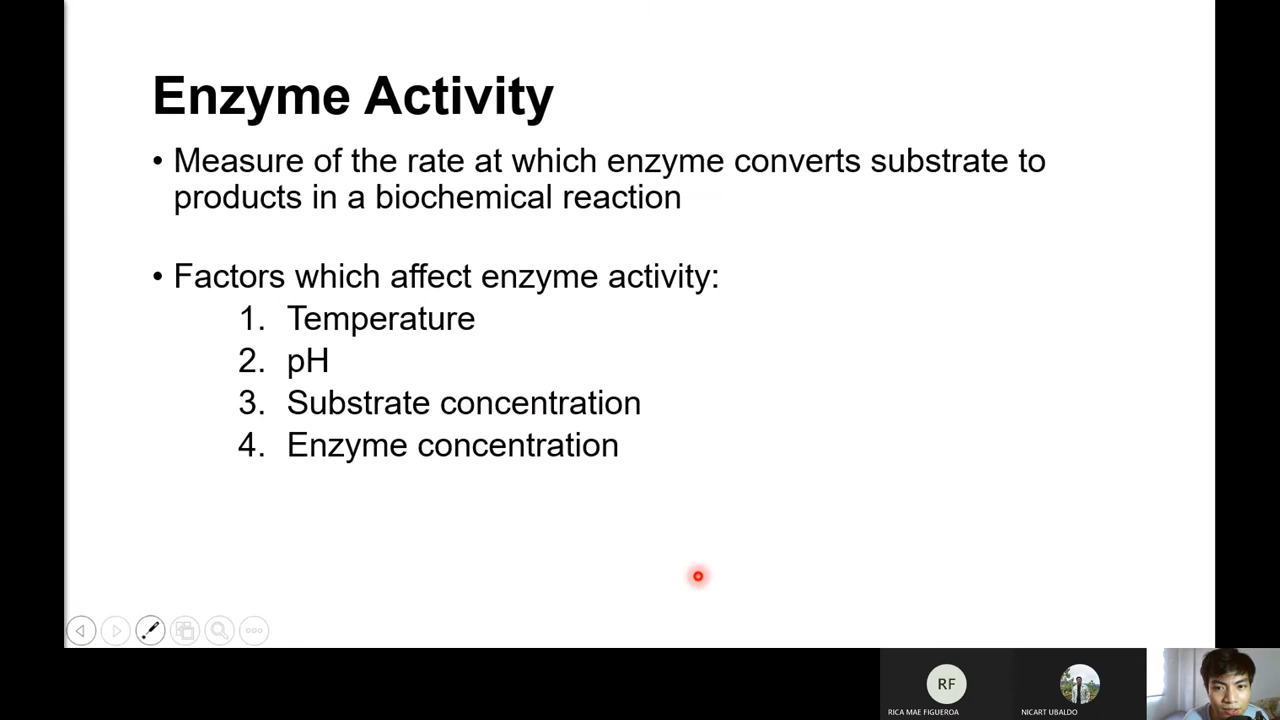 Enzyme Activity
• Measure of the rate at which enzyme converts substrate to
products in a biochemical reaction
• Factors which affect enzyme activity:
1. Temperature
2. pH
3. Substrate concentration
4. Enzyme concentration
RF
RICA MAE FIGUEROA
NICART UBALDO